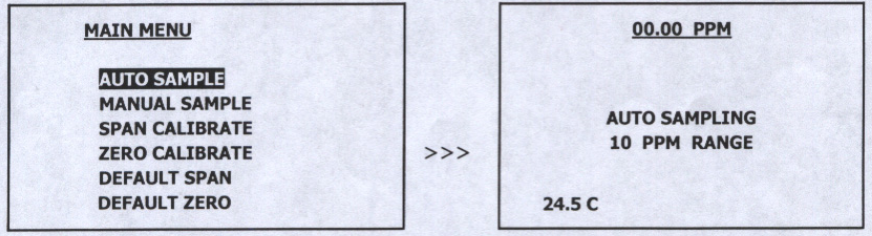 MAIN MENU
AUTO SAMPLE
MANUAL SAMPLE
SPAN CALIBRATE
ZERO CALIBRATE
DEFAULT SPAN
DEFAULT ZERO
>>>
00.00 PPM
AUTO SAMPLING
10 PPM RANGE
24.5 C